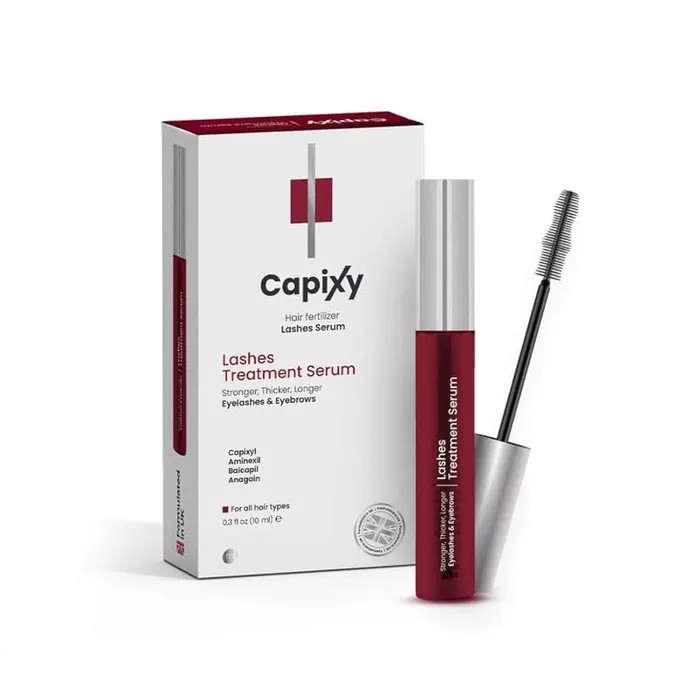 Capixy
Capixy
Hair fertilizer
Lashes Serum
Lashes
Treatment Serum
Stronger, Thicker, Longer
Eyelashes & Eyebrows
Capixyl
Aminexil
Baicapil
Anagain
For all hair types
0.3 fl oz (10 ml) ℮
Formulated
in UK
Lashes
Treatment Serum
Stronger, Thicker, Longer
Eyelashes & Eyebrows